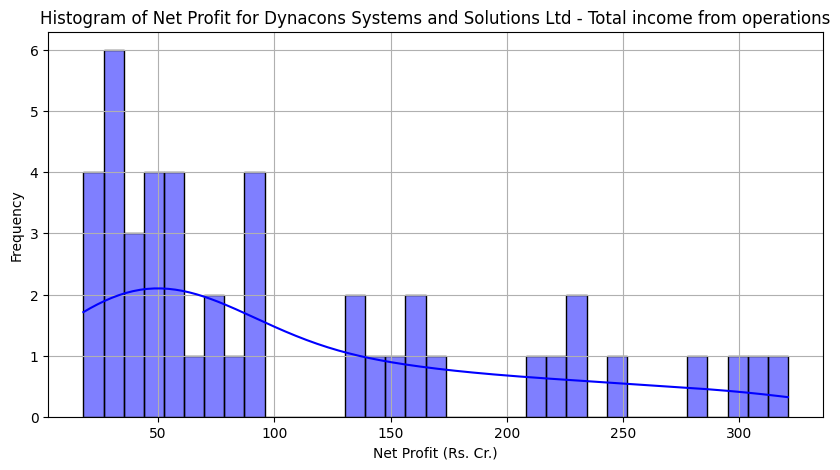 Histogram of Net Profit for Dynacons Systems and Solutions Ltd - Total income from operations
6
5
4
3
2
1
0
Frequency
50 100 150 200 250 300
Net Profit (Rs. Cr.)